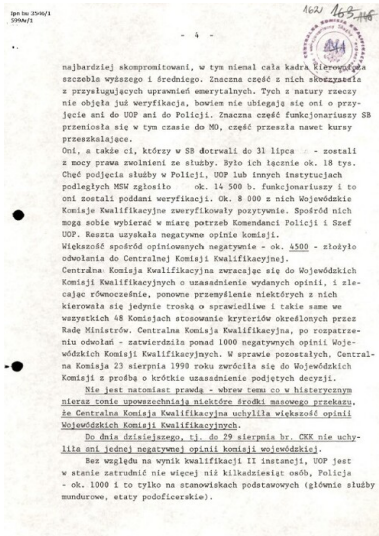 ipn bu 3546/1
599/w/1
162
- 4 -
najbardziej skompromitowani, w tym niemal cała kadra kierownicza
szczebla wyższego i średniego. Znaczna część z nich skorzystała
z przysługujących uprawnień emerytalnych. Tych z natury rzeczy
nie objęła już weryfikacja, bowiem nie ubiegają się oni o przy-
jęcie ani do UOP ani do Policji. Znaczna część funkcjonariuszy SB
przeniosła się w tym czasie do MO, część przeszła nawet kursy
przeszkalające.
Oni, a także ci, którzy w SB dotrwali do 31 lipca - zostali
z mocy prawa zwolnieni ze służby. Było ich łącznie ok. 18 tys.
Chęć podjęcia służby w Policji, UOP lub innych instytucjach
podległych MSW zgłosiło ok. 14 500 b. funkcjonariuszy i to
oni zostali poddani weryfikacji. Ok. 8 000 z nich Wojewódzkie
Komisje Kwalifikacyjne zweryfikowały pozytywnie. Spośród nich
mogą sobie wybierać w miarę potrzeb Komendanci Policji i Szef
UOP. Reszta uzyskała negatywne opinie komisji.
Większość spośród opiniowanych negatywnie - ok. 4500 - złożyło
odwołania do Centralnej Komisji Kwalifikacyjnej.
Centralna Komisja Kwalifikacyjna zwracając się do Wojewódzkich
Komisji Kwalifikacyjnych o uzasadnienie wydanych opinii, i zle-
cając równocześnie, ponowne przemyślenie niektórych z nich
kierowała się jedynie troską o sprawiedliwe i takie same we
wszystkich 48 Komisjach stosowanie kryteriów określonych przez
Radę Ministrów. Centralna Komisja Kwalifikacyjna, po rozpatrze-
niu odwołań - zatwierdziła ponad 1000 negatywnych opinii Woje-
wódzkich Komisji Kwalifikacyjnych. W sprawie pozostałych, Central-
na Komisja 23 sierpnia 1990 roku zwróciła się do Wojewódzkich
Komisji z prośbą o krótkie uzasadnienie podjętych decyzji.
Nie jest natomiast prawdą - wbrew temu co w histerycznym
nieraz tonie upowszechniają niektóre środki masowego przekazu,
że Centralna Komisja Kwalifikacyjna uchyliła większość opinii
Wojewódzkich Komisji Kwalifikacyjnych.
Do dnia dzisiejszego, tj. do 29 sierpnia br. CKK nie uchy-
liła ani jednej negatywnej opinii komisji wojewódzkiej.
Bez względu na wynik kwalifikacji II instancji, UOP jest
w stanie zatrudnić nie więcej niż kilkadziesiąt osób, Policja
- ok. 1000 i to tylko na stanowiskach podstawowych (głównie służby
mundurowe, etaty podoficerskie).